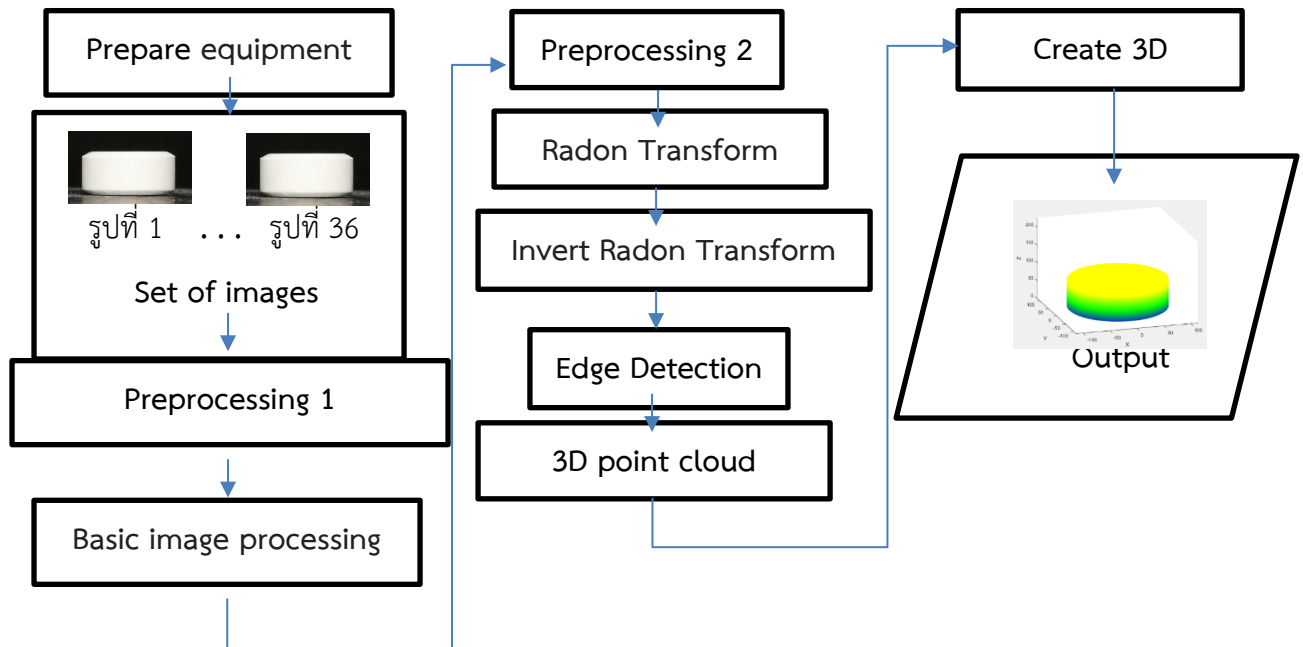 Prepare equipment
รูปที่ 1 ... รูปที่ 36
Set of images
Preprocessing 1
Basic image processing
Preprocessing 2
Radon Transform
Invert Radon Transform
Edge Detection
3D point cloud
Create 3D
Output